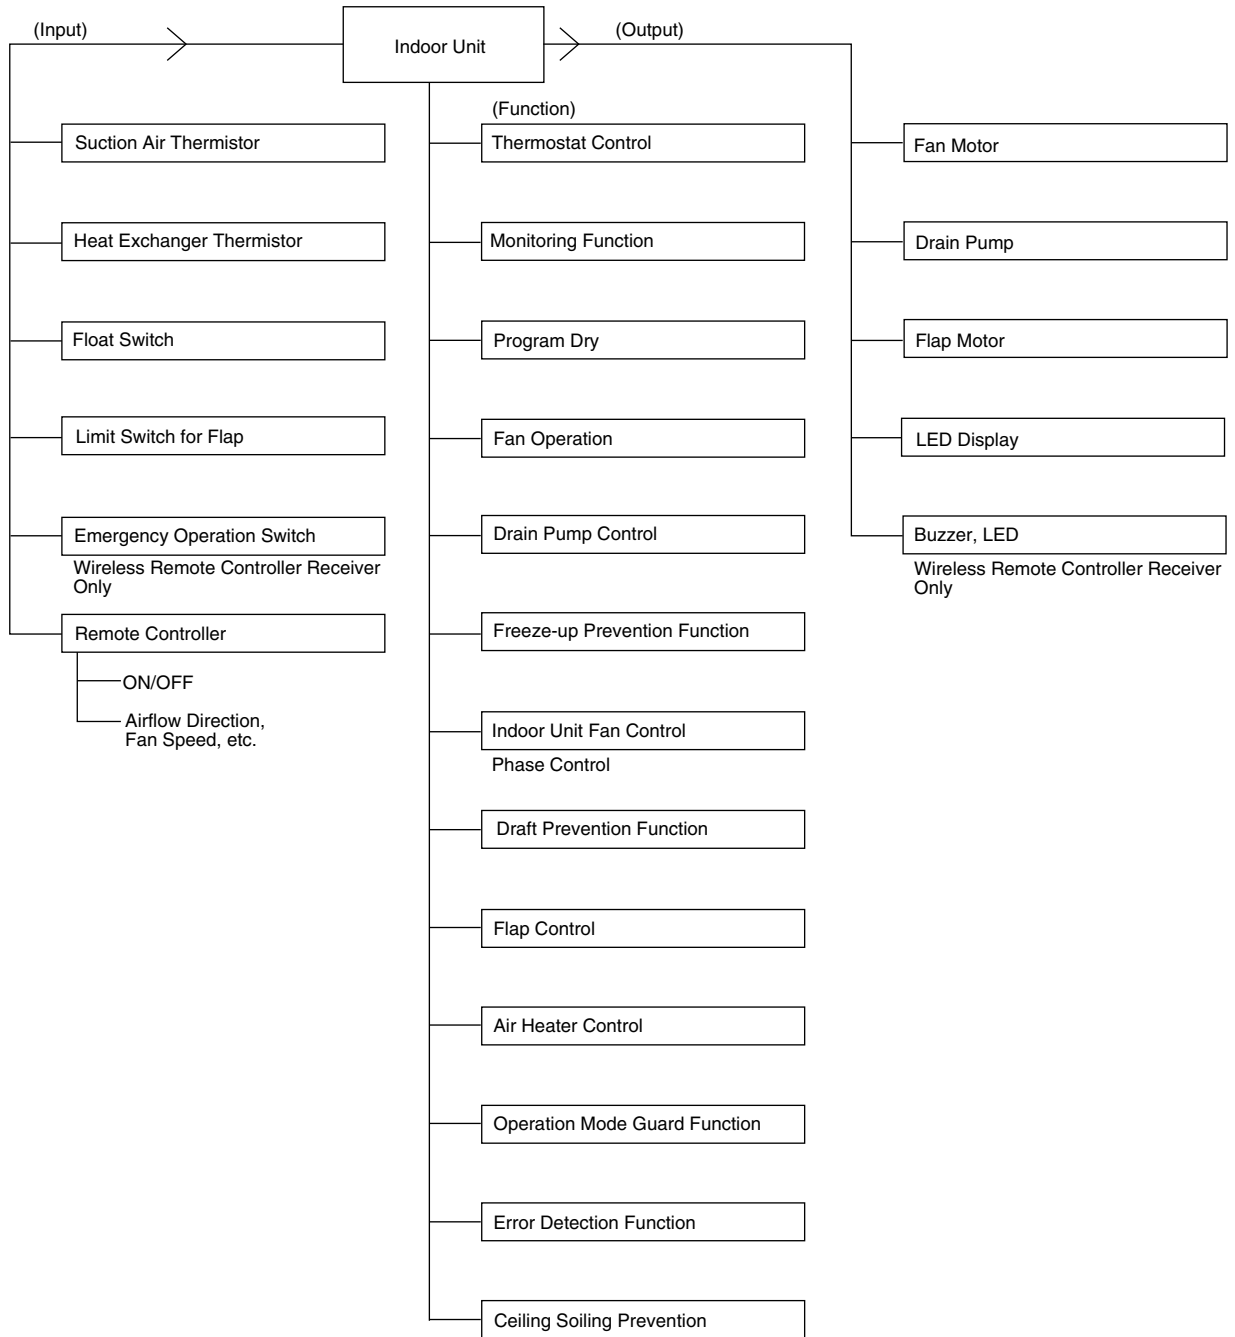 (Input)
Indoor Unit
(Output)
Suction Air Thermistor
Heat Exchanger Thermistor
Float Switch
Limit Switch for Flap
Emergency Operation Switch
Wireless Remote Controller Receiver
Only
Remote Controller
ON/OFF
Airflow Direction,
Fan Speed, etc.
(Function)
Thermostat Control
Monitoring Function
Program Dry
Fan Operation
Drain Pump Control
Freeze-up Prevention Function
Indoor Unit Fan Control
Phase Control
Draft Prevention Function
Flap Control
Air Heater Control
Operation Mode Guard Function
Error Detection Function
Ceiling Soiling Prevention
Fan Motor
Drain Pump
Flap Motor
LED Display
Buzzer, LED
Wireless Remote Controller Receiver
Only